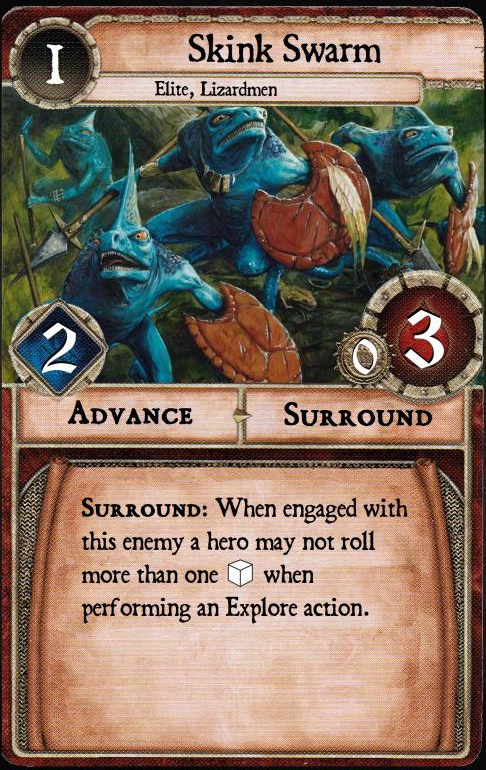 1
Skink Swarm
Elite, Lizardmen
2
0
3
Advance
Surround
Surround: When engaged with
this enemy a hero may not roll
more than one when
performing an Explore action.